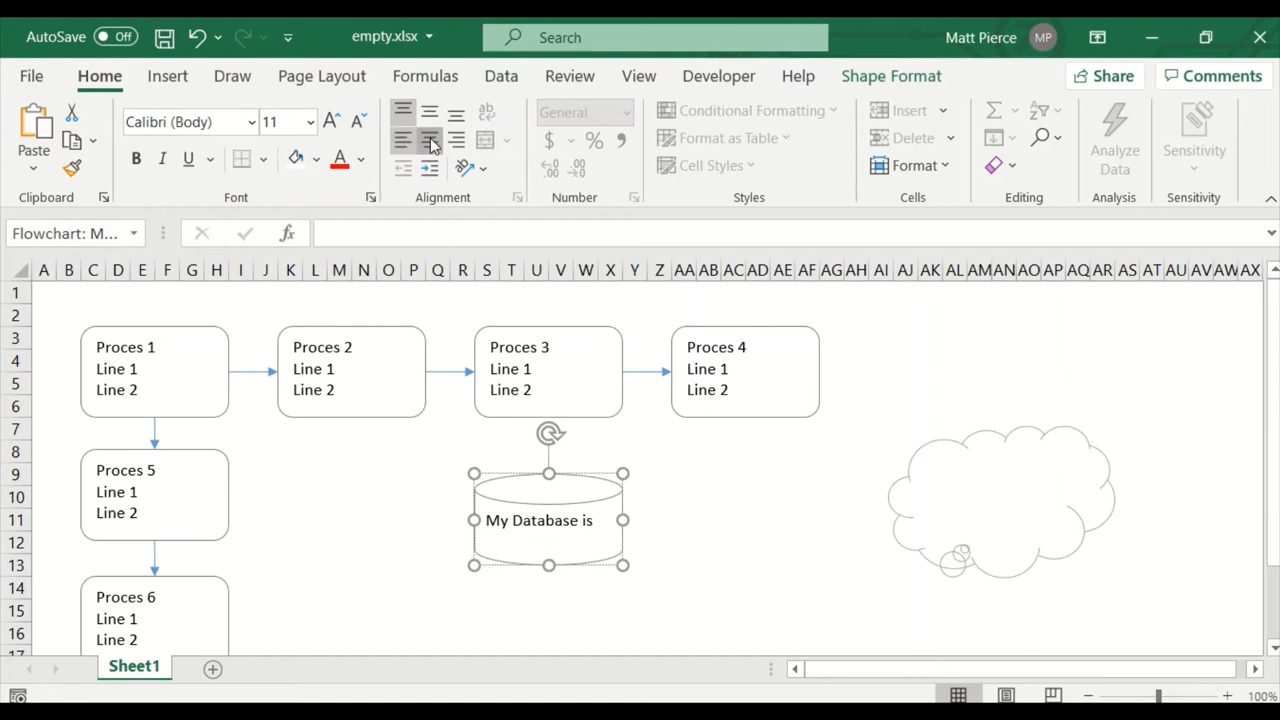 AutoSave Off empty.xlsx Search Matt Pierce MP
File Home Insert Draw Page Layout Formulas Data Review View Developer Help Shape Format Share Comments
Paste
Clipboard
Calibri (Body) 11
A A
B I U A
Font
ab
Alignment
General
$ % ,
Number
Conditional Formatting
Format as Table
Cell Styles
Styles
Insert
Delete
Format
Cells
Editing
Analyze
Data
Analysis
Sensitivity
Sensitivity
Flowchart: M... fx
A B C D E F G H I J K L M N O P Q R S T U V W X Y Z AA AB AC AD AE AF AG AH AI AJ AK AL AM AN AO AP AQ AR AS AT AU AV AW AX
1
2
3
4
5
6
7
8
9
10
11
12
13
14
15
16
17
Proces 1
Line 1
Line 2
Proces 2
Line 1
Line 2
Proces 3
Line 1
Line 2
Proces 4
Line 1
Line 2
Proces 5
Line 1
Line 2
My Database is
Proces 6
Line 1
Line 2
Sheet1
100%